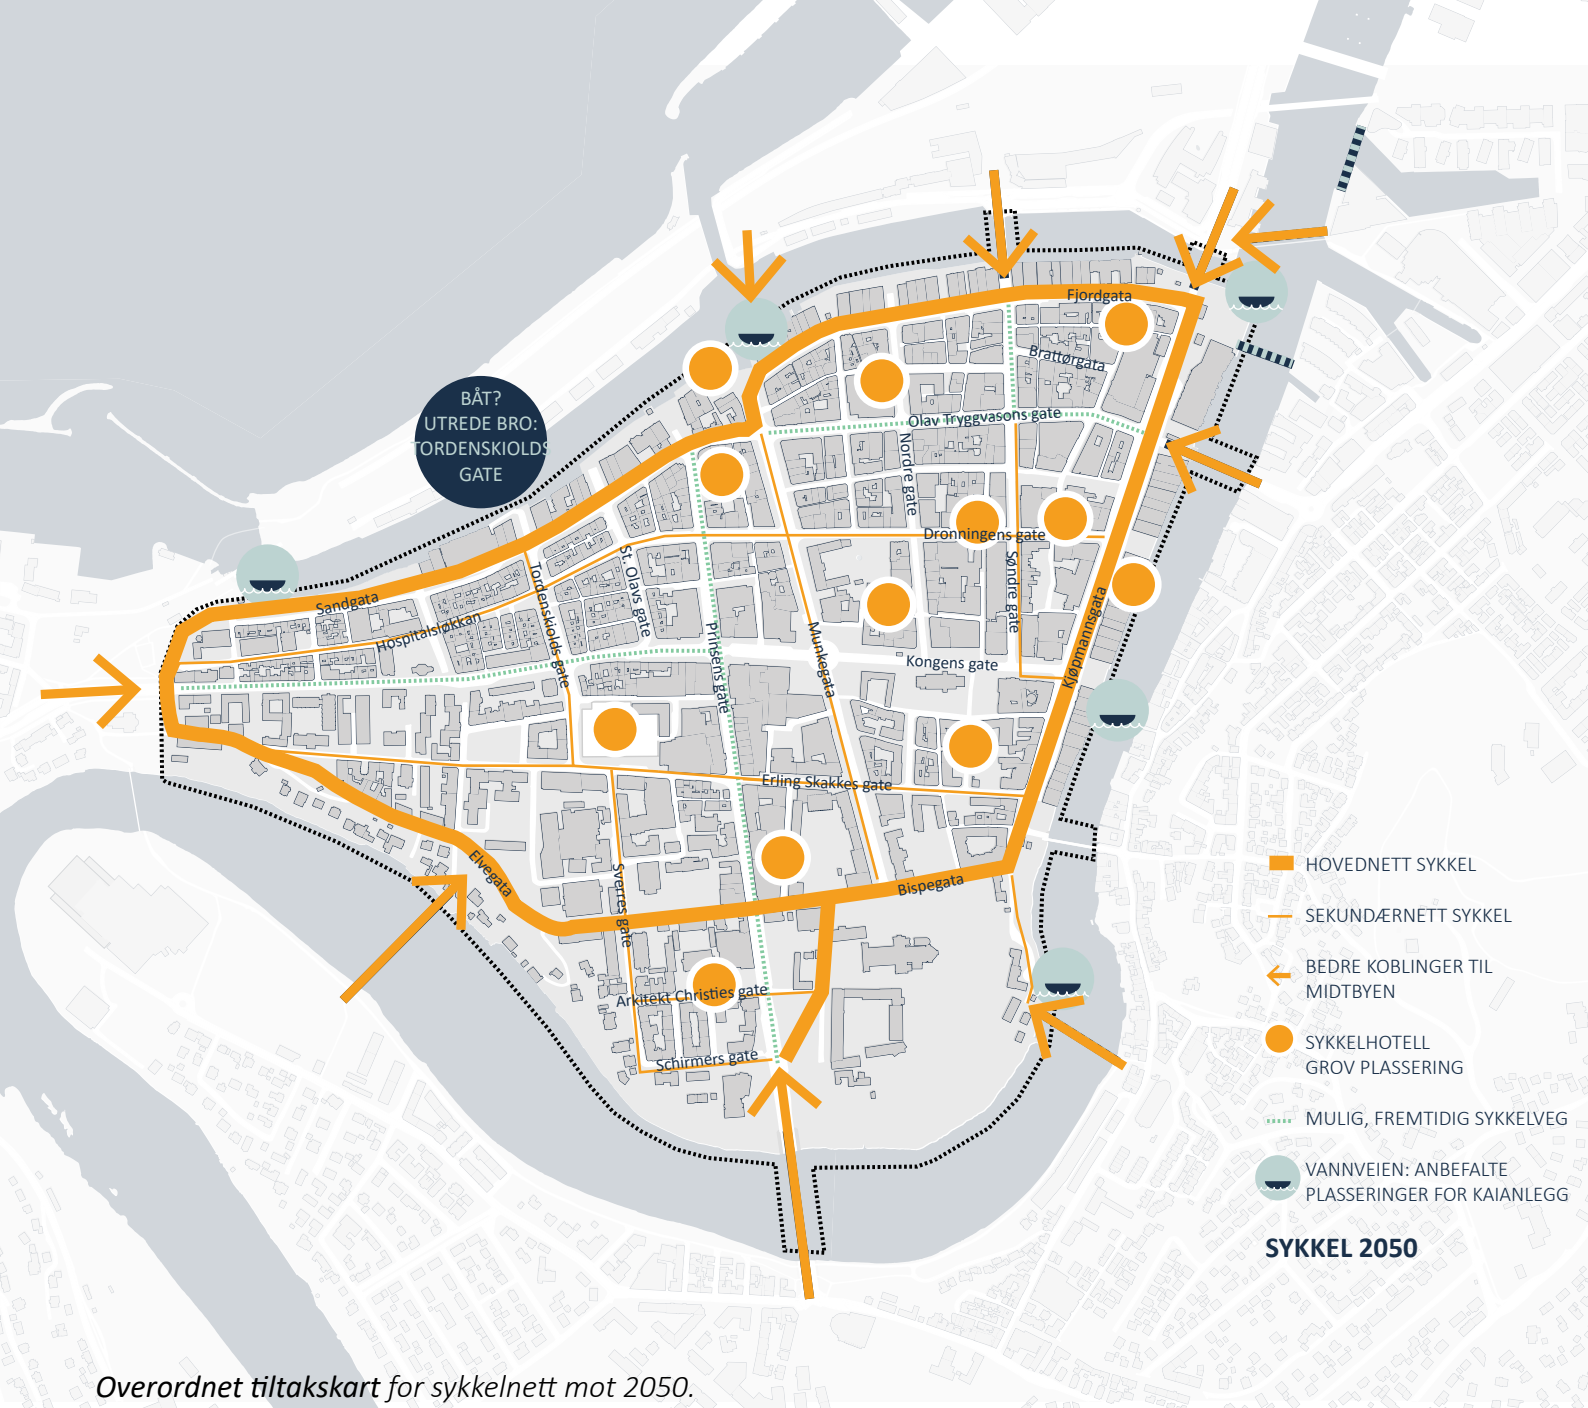 Fjordgata
Brattørgata
BÅT?
UTREDE BRO:
TORDENSKIOLDS
GATE
Olav Tryggvasons gate
Nordre gate
Dronningens gate
Søndre gate
St. Olavs gate
Tordenskiolds gate
Sandgata
Hospitalsløkkan
Prinsens gate
Munkegata
Kongens gate
Kjøpmannsgata
Erling Skakkes gate
Elvegata
Sverres gate
Bispegata
Arkitekt Christies gate
Schirmers gate
HOVEDNETT SYKKEL
SEKUNDÆRNETT SYKKEL
BEDRE KOBLINGER TIL
MIDTBYEN
SYKKELHOTELL
GROV PLASSERING
MULIG, FREMTIDIG SYKKELVEG
VANNVEIEN: ANBEFALTE
PLASSERINGER FOR KAIANLEGG
SYKKEL 2050
Overordnet tiltakskart for sykkelnett mot 2050.